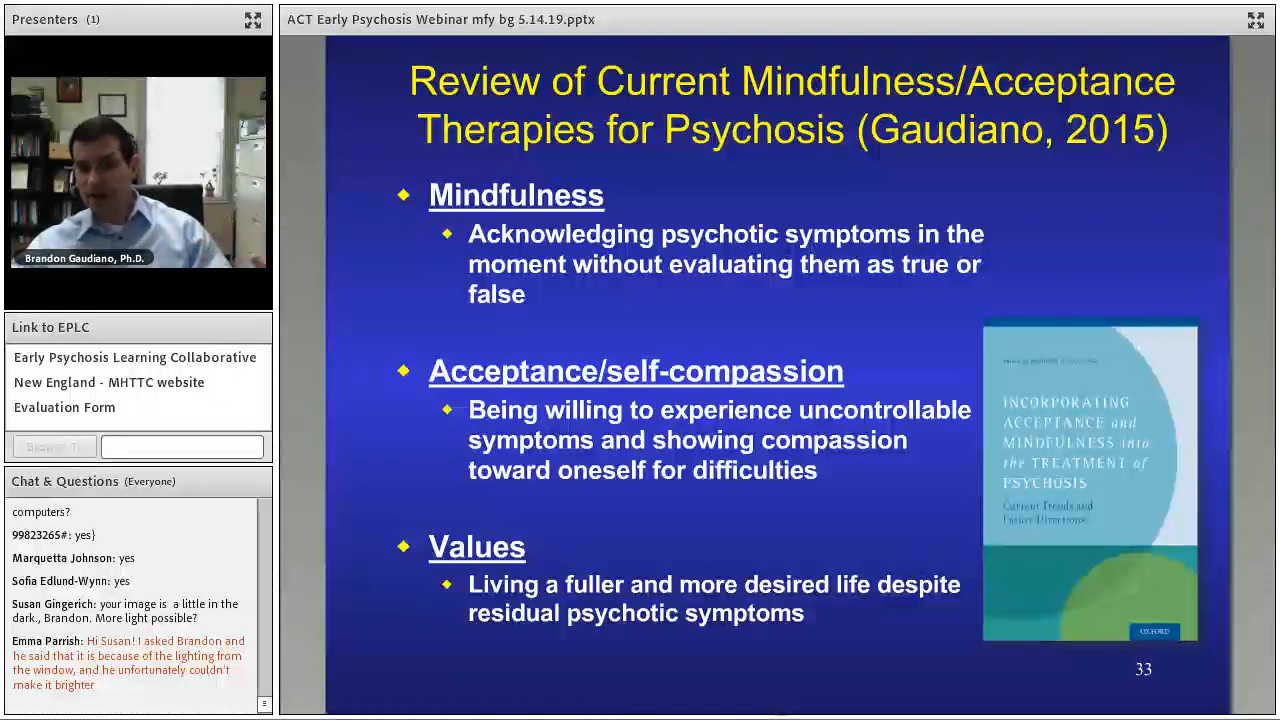 Presenters (1)
Brandon Gaudiano, Ph.D.
Link to EPLC
Early Psychosis Learning Collaborative
New England - MHTTC website
Evaluation Form
Chat & Questions (Everyone)
computers?
99823265#: yes}
Marquetta Johnson: yes
Sofia Edlund-Wynn: yes
Susan Gingerich: your image is a little in the
dark., Brandon. More light possible?
Emma Parrish: Hi Susan! I asked Brandon and
he said that it is because of the lighting from
the window, and he unfortunately couldn't
make it brighter
ACT Early Psychosis Webinar mfy bg 5.14.19.pptx
Review of Current Mindfulness/Acceptance
Therapies for Psychosis (Gaudiano, 2015)
Mindfulness
Acknowledging psychotic symptoms in the
moment without evaluating them as true or
false
Acceptance/self-compassion
Being willing to experience uncontrollable
symptoms and showing compassion
toward oneself for difficulties
Values
Living a fuller and more desired life despite
residual psychotic symptoms
INCORPORATING
ACCEPTANCE and
MINDFULNESS into
the TREATMENT of
PSYCHOSIS
Current Trends and
Future Directions
OXFORD
33